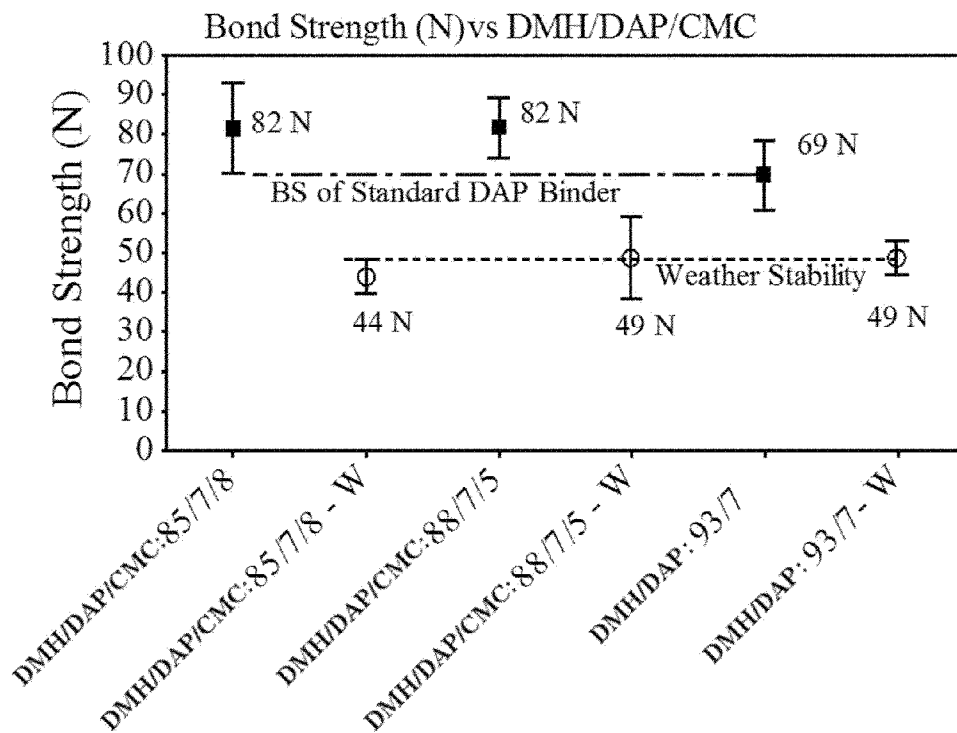 Bond Strength (N)vs DMH/DAP/CMC
Bond Strength (N)
100
90
80
70
60
50
40
30
20
10
0
82 N
82 N
69 N
BS of Standard DAP Binder
Weather Stability
44 N
49 N
49 N
DMH/DAP/CMC:85/7/8
DMH/DAP/CMC:85/7/8 - W
DMH/DAP/CMC:88/7/5
DMH/DAP/CMC:88/7/5 - W
DMH/DAP: 93/7
DMH/DAP: 93/7 - W